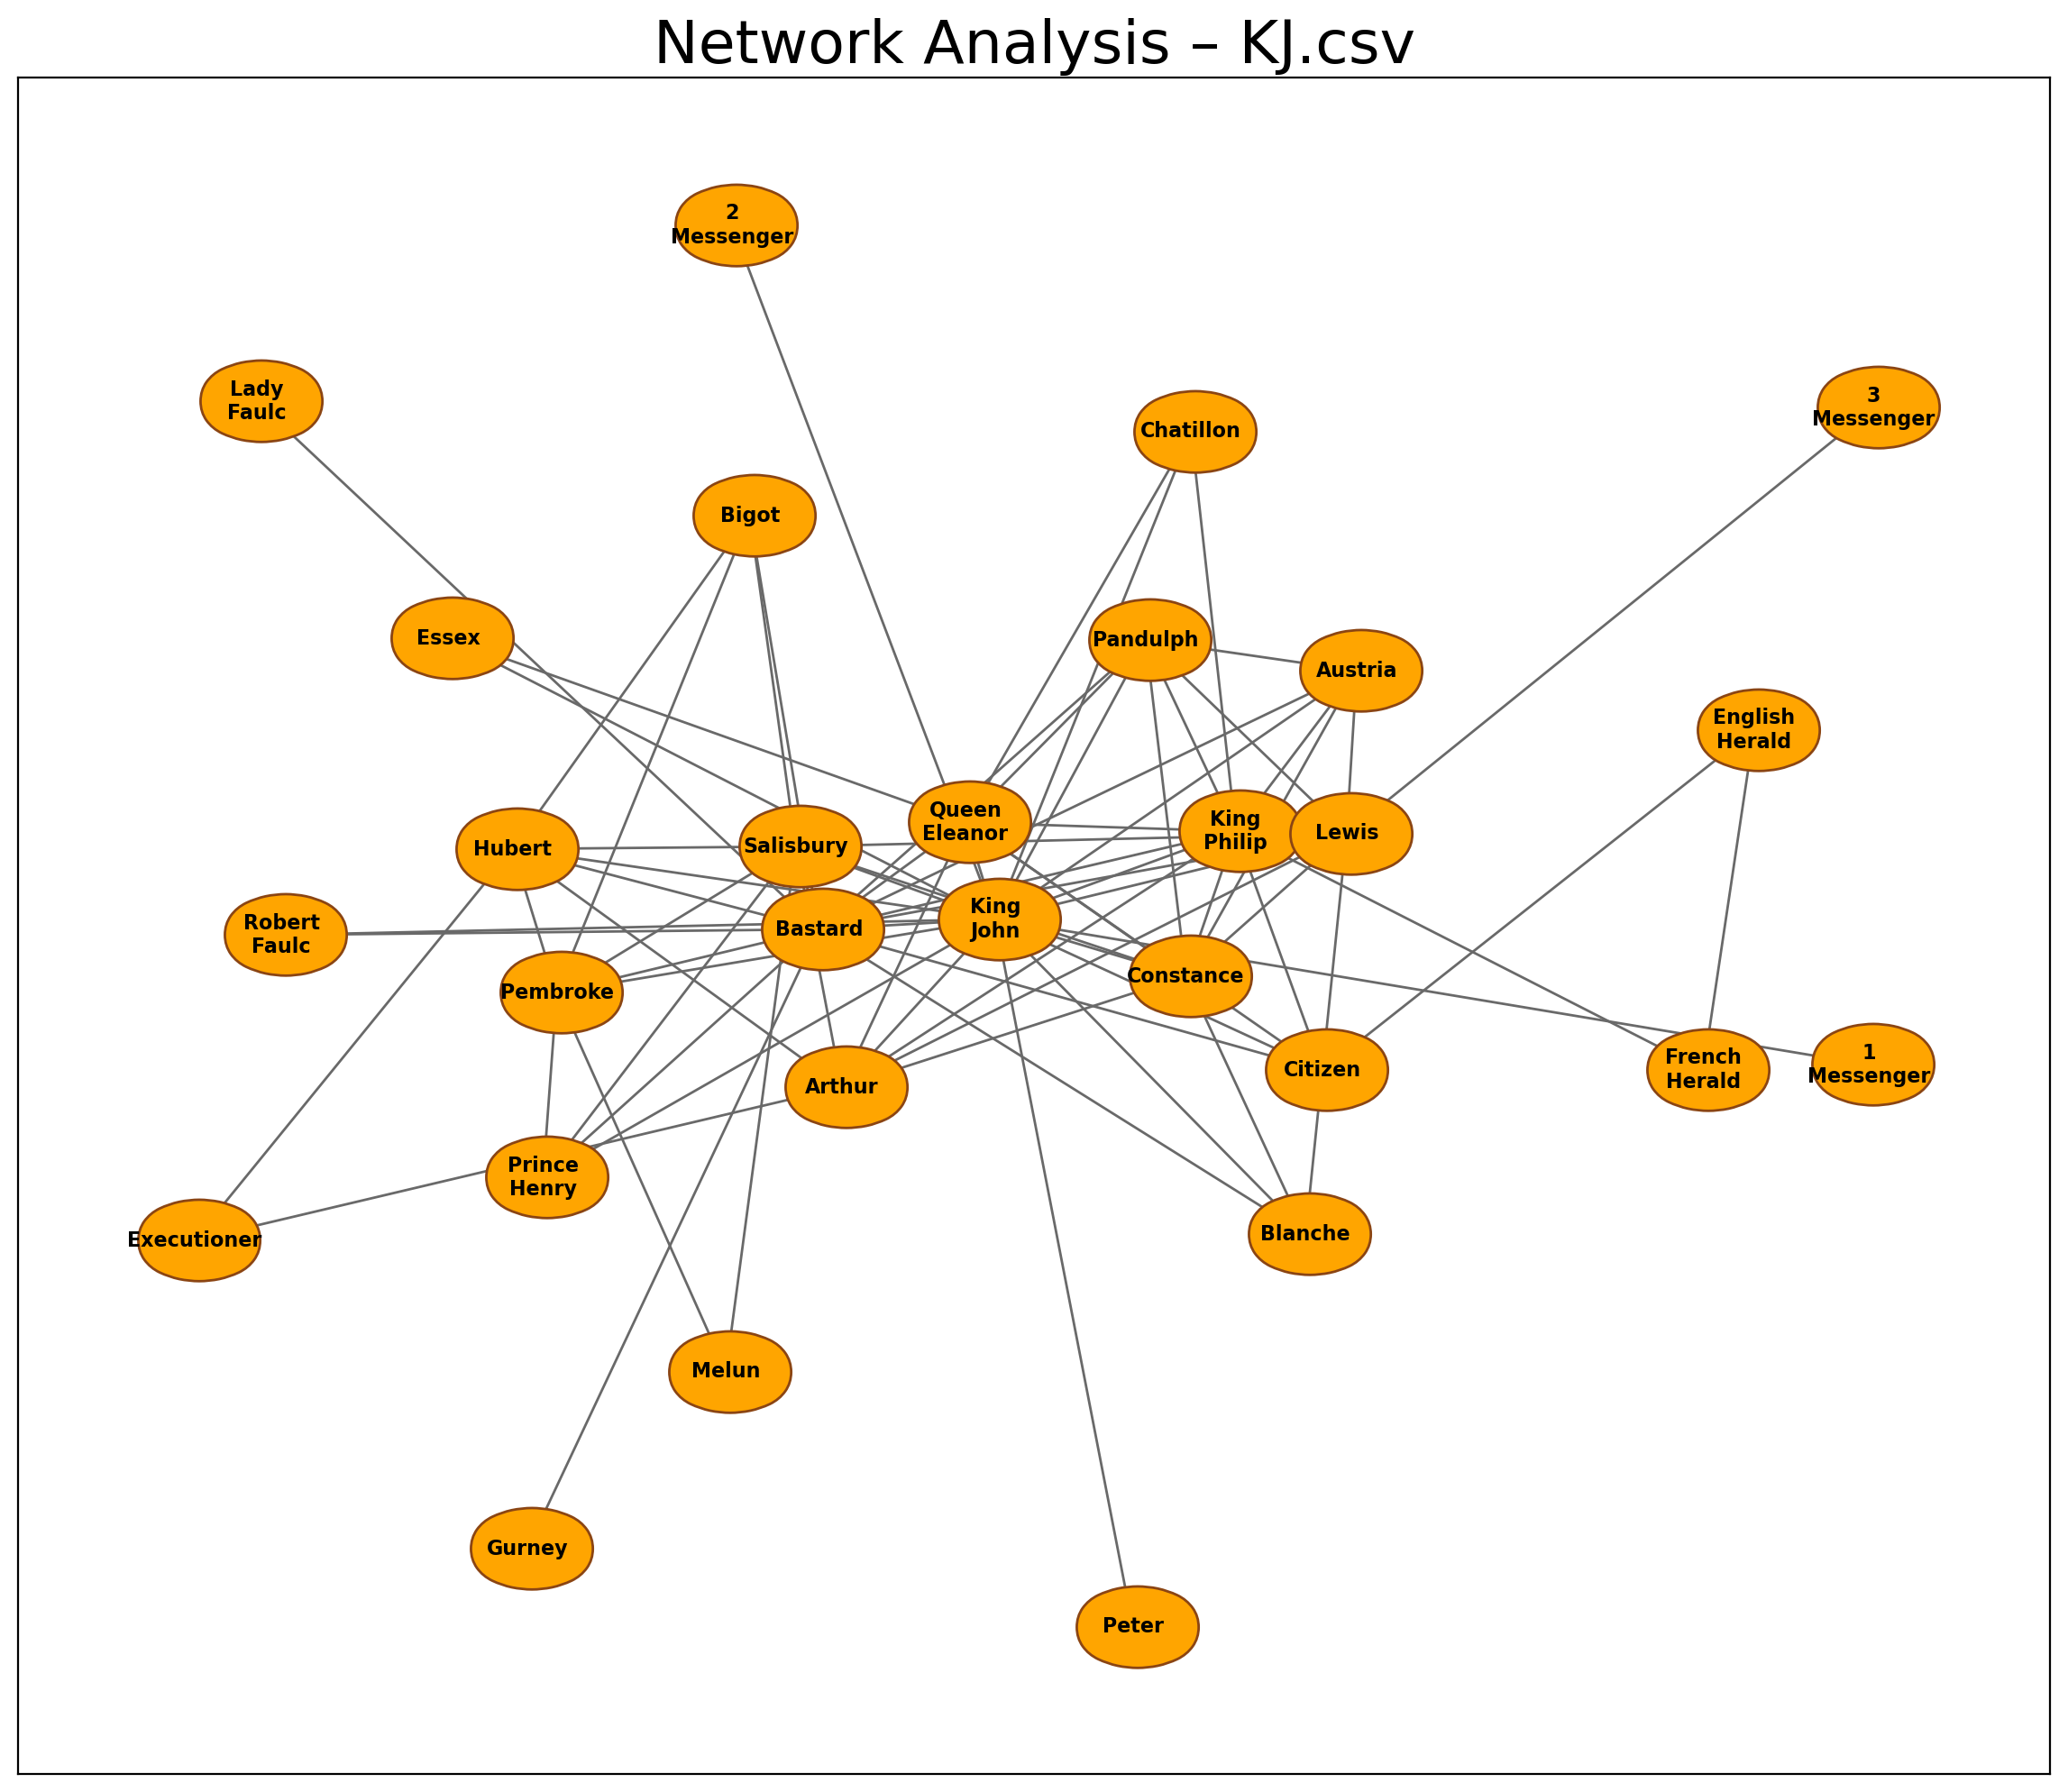 Network Analysis – KJ.csv
2
Messenger
Lady
Faulc
3
Messenger
Chatillon
Bigot
Essex
Pandulph
Austria
English
Herald
Queen
Eleanor
King
Philip
Lewis
Hubert
Salisbury
Robert
Faulc
Bastard
King
John
Constance
Pembroke
Arthur
Citizen
French
Herald
1
Messenger
Prince
Henry
Executioner
Blanche
Melun
Gurney
Peter